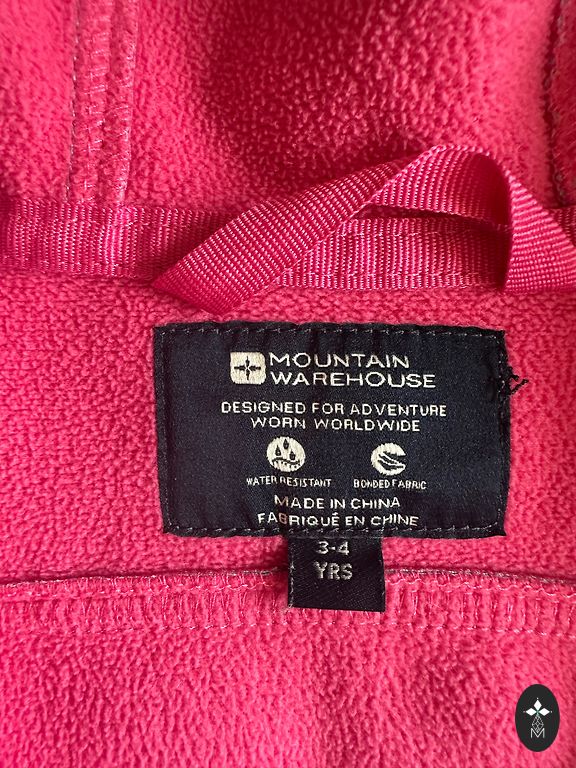 MOUNTAIN
WAREHOUSE
DESIGNED FOR ADVENTURE
WORN WORLDWIDE
WATER RESISTANT BONDED FABRIC
MADE IN CHINA
FABRIQUÉ EN CHINE
3-4
YRS
M